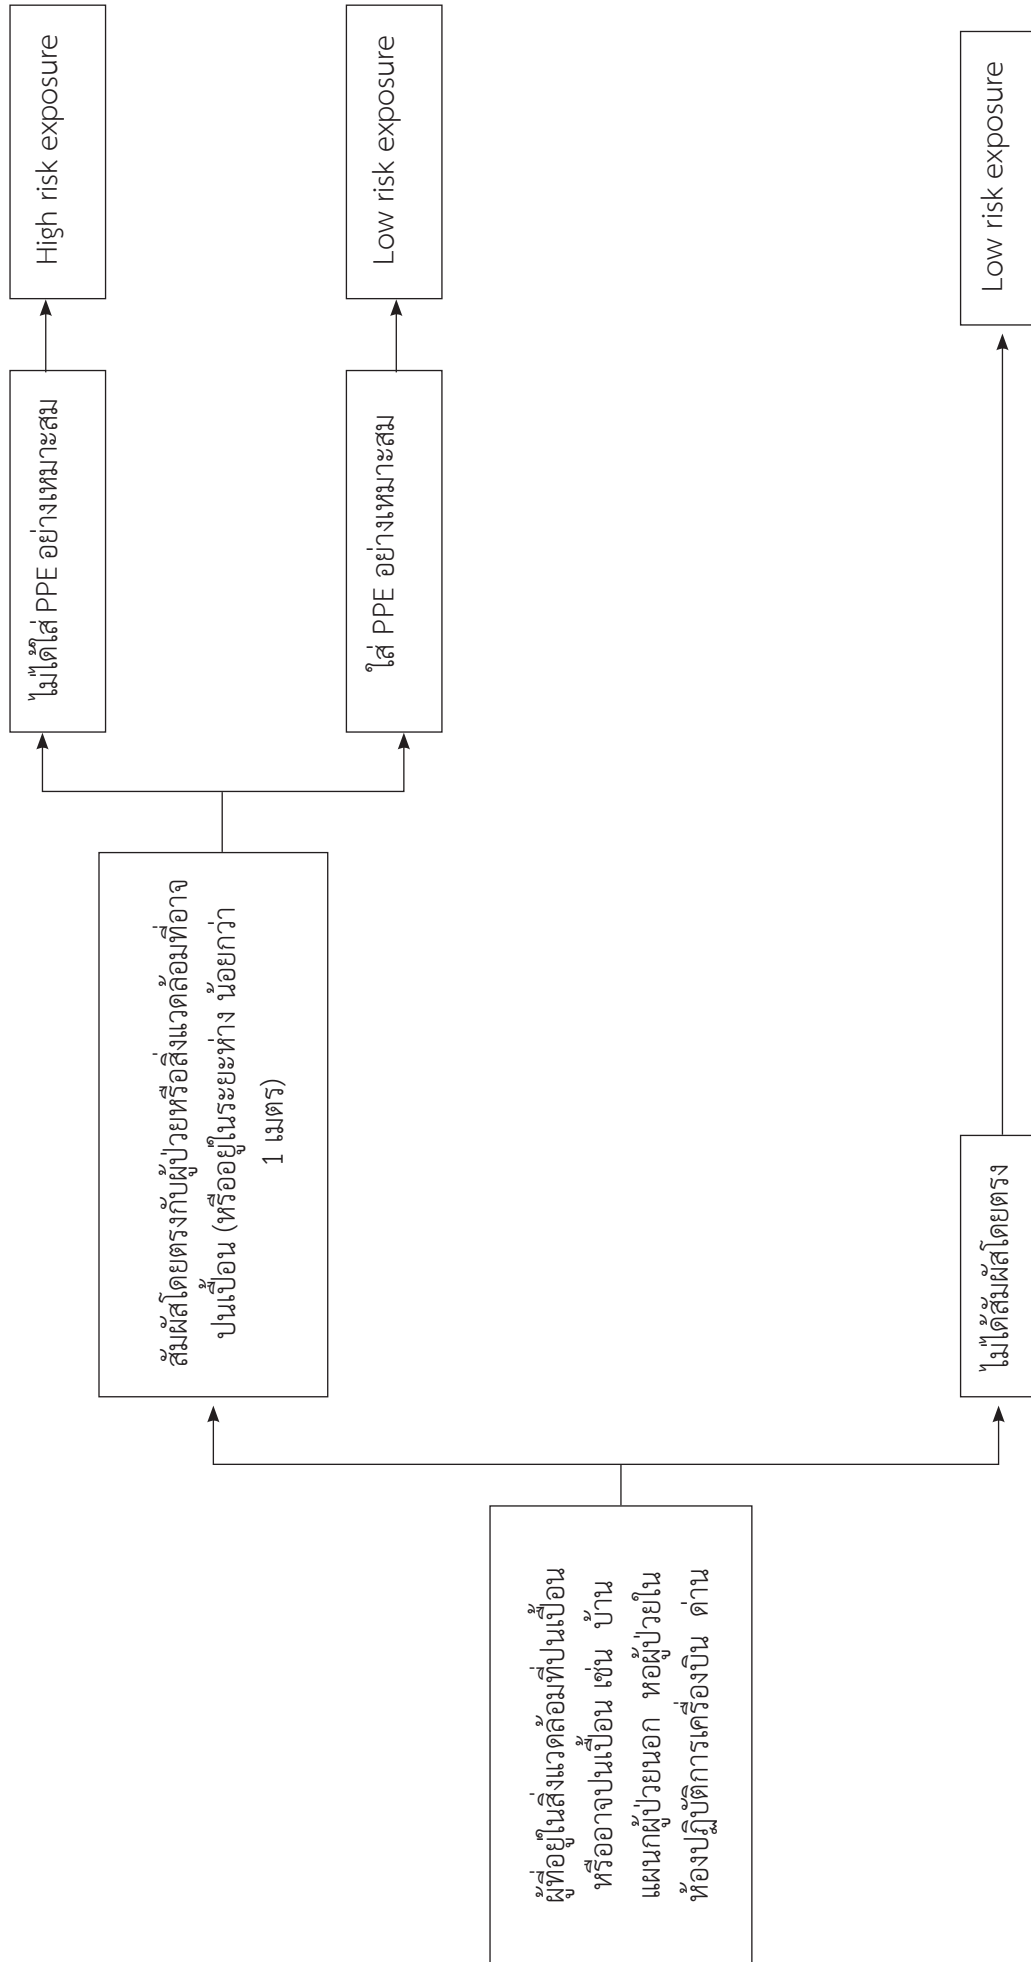 ผู้ที่อยู่ในสิ่งแวดล้อมที่ปนเปื้อน
หรืออาจปนเปื้อน เช่น บ้าน
แผนกผู้ป่วยนอก หอผู้ป่วยใน
ห้องปฏิบัติการเครื่องบิน ด่าน
สัมผัสโดยตรงกับผู้ป่วยหรือสิ่งแวดล้อมที่อาจ
ปนเปื้อน (หรืออยู่ในระยะห่าง น้อยกว่า
1 เมตร)
ไม่ได้ใส่ PPE อย่างเหมาะสม
High risk exposure
ใส่ PPE อย่างเหมาะสม
Low risk exposure
ไม่ได้สัมผัสโดยตรง
Low risk exposure